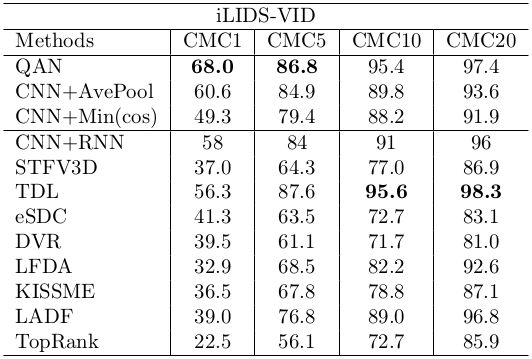 iLIDS-VID
Methods CMC1 CMC5 CMC10 CMC20
QAN 68.0 86.8 95.4 97.4
CNN+AvePool 60.6 84.9 89.8 93.6
CNN+Min(cos) 49.3 79.4 88.2 91.9
CNN+RNN 58 84 91 96
STFV3D 37.0 64.3 77.0 86.9
TDL 56.3 87.6 95.6 98.3
eSDC 41.3 63.5 72.7 83.1
DVR 39.5 61.1 71.7 81.0
LFDA 32.9 68.5 82.2 92.6
KISSME 36.5 67.8 78.8 87.1
LADF 39.0 76.8 89.0 96.8
TopRank 22.5 56.1 72.7 85.9